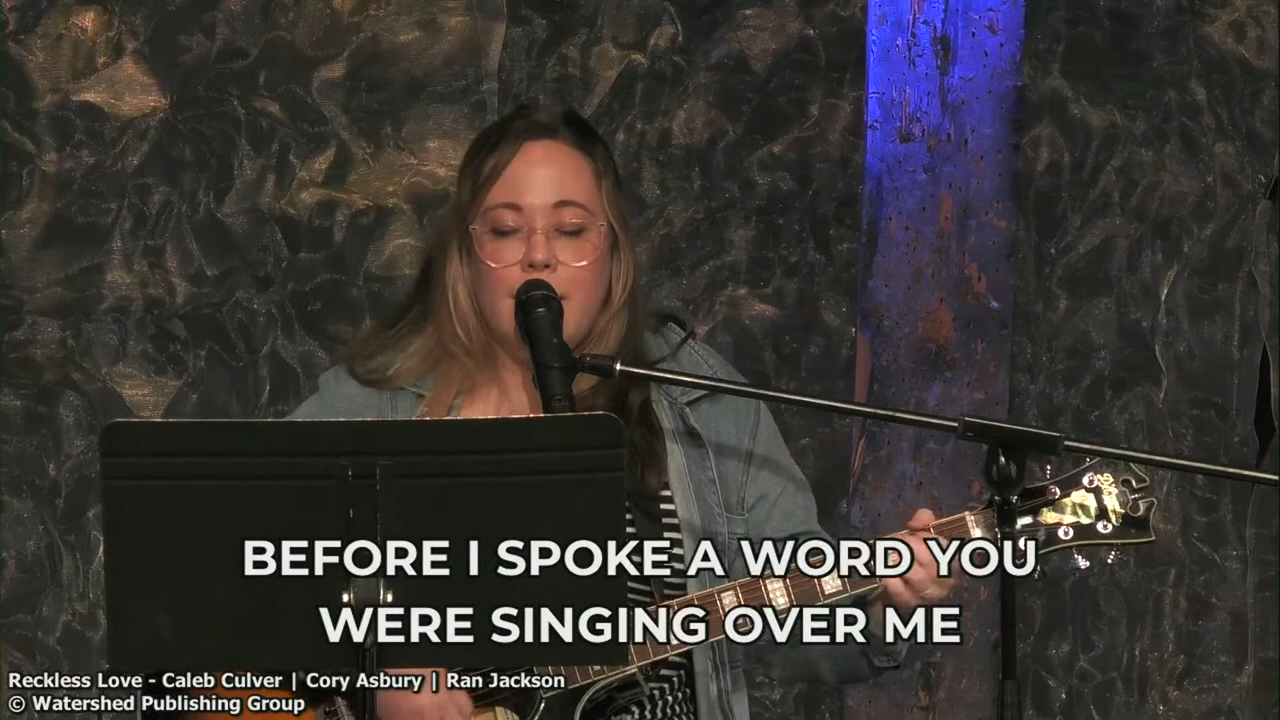 BEFORE I SPOKE A WORD YOU
WERE SINGING OVER ME
Reckless Love - Caleb Culver | Cory Asbury | Ran Jackson
© Watershed Publishing Group